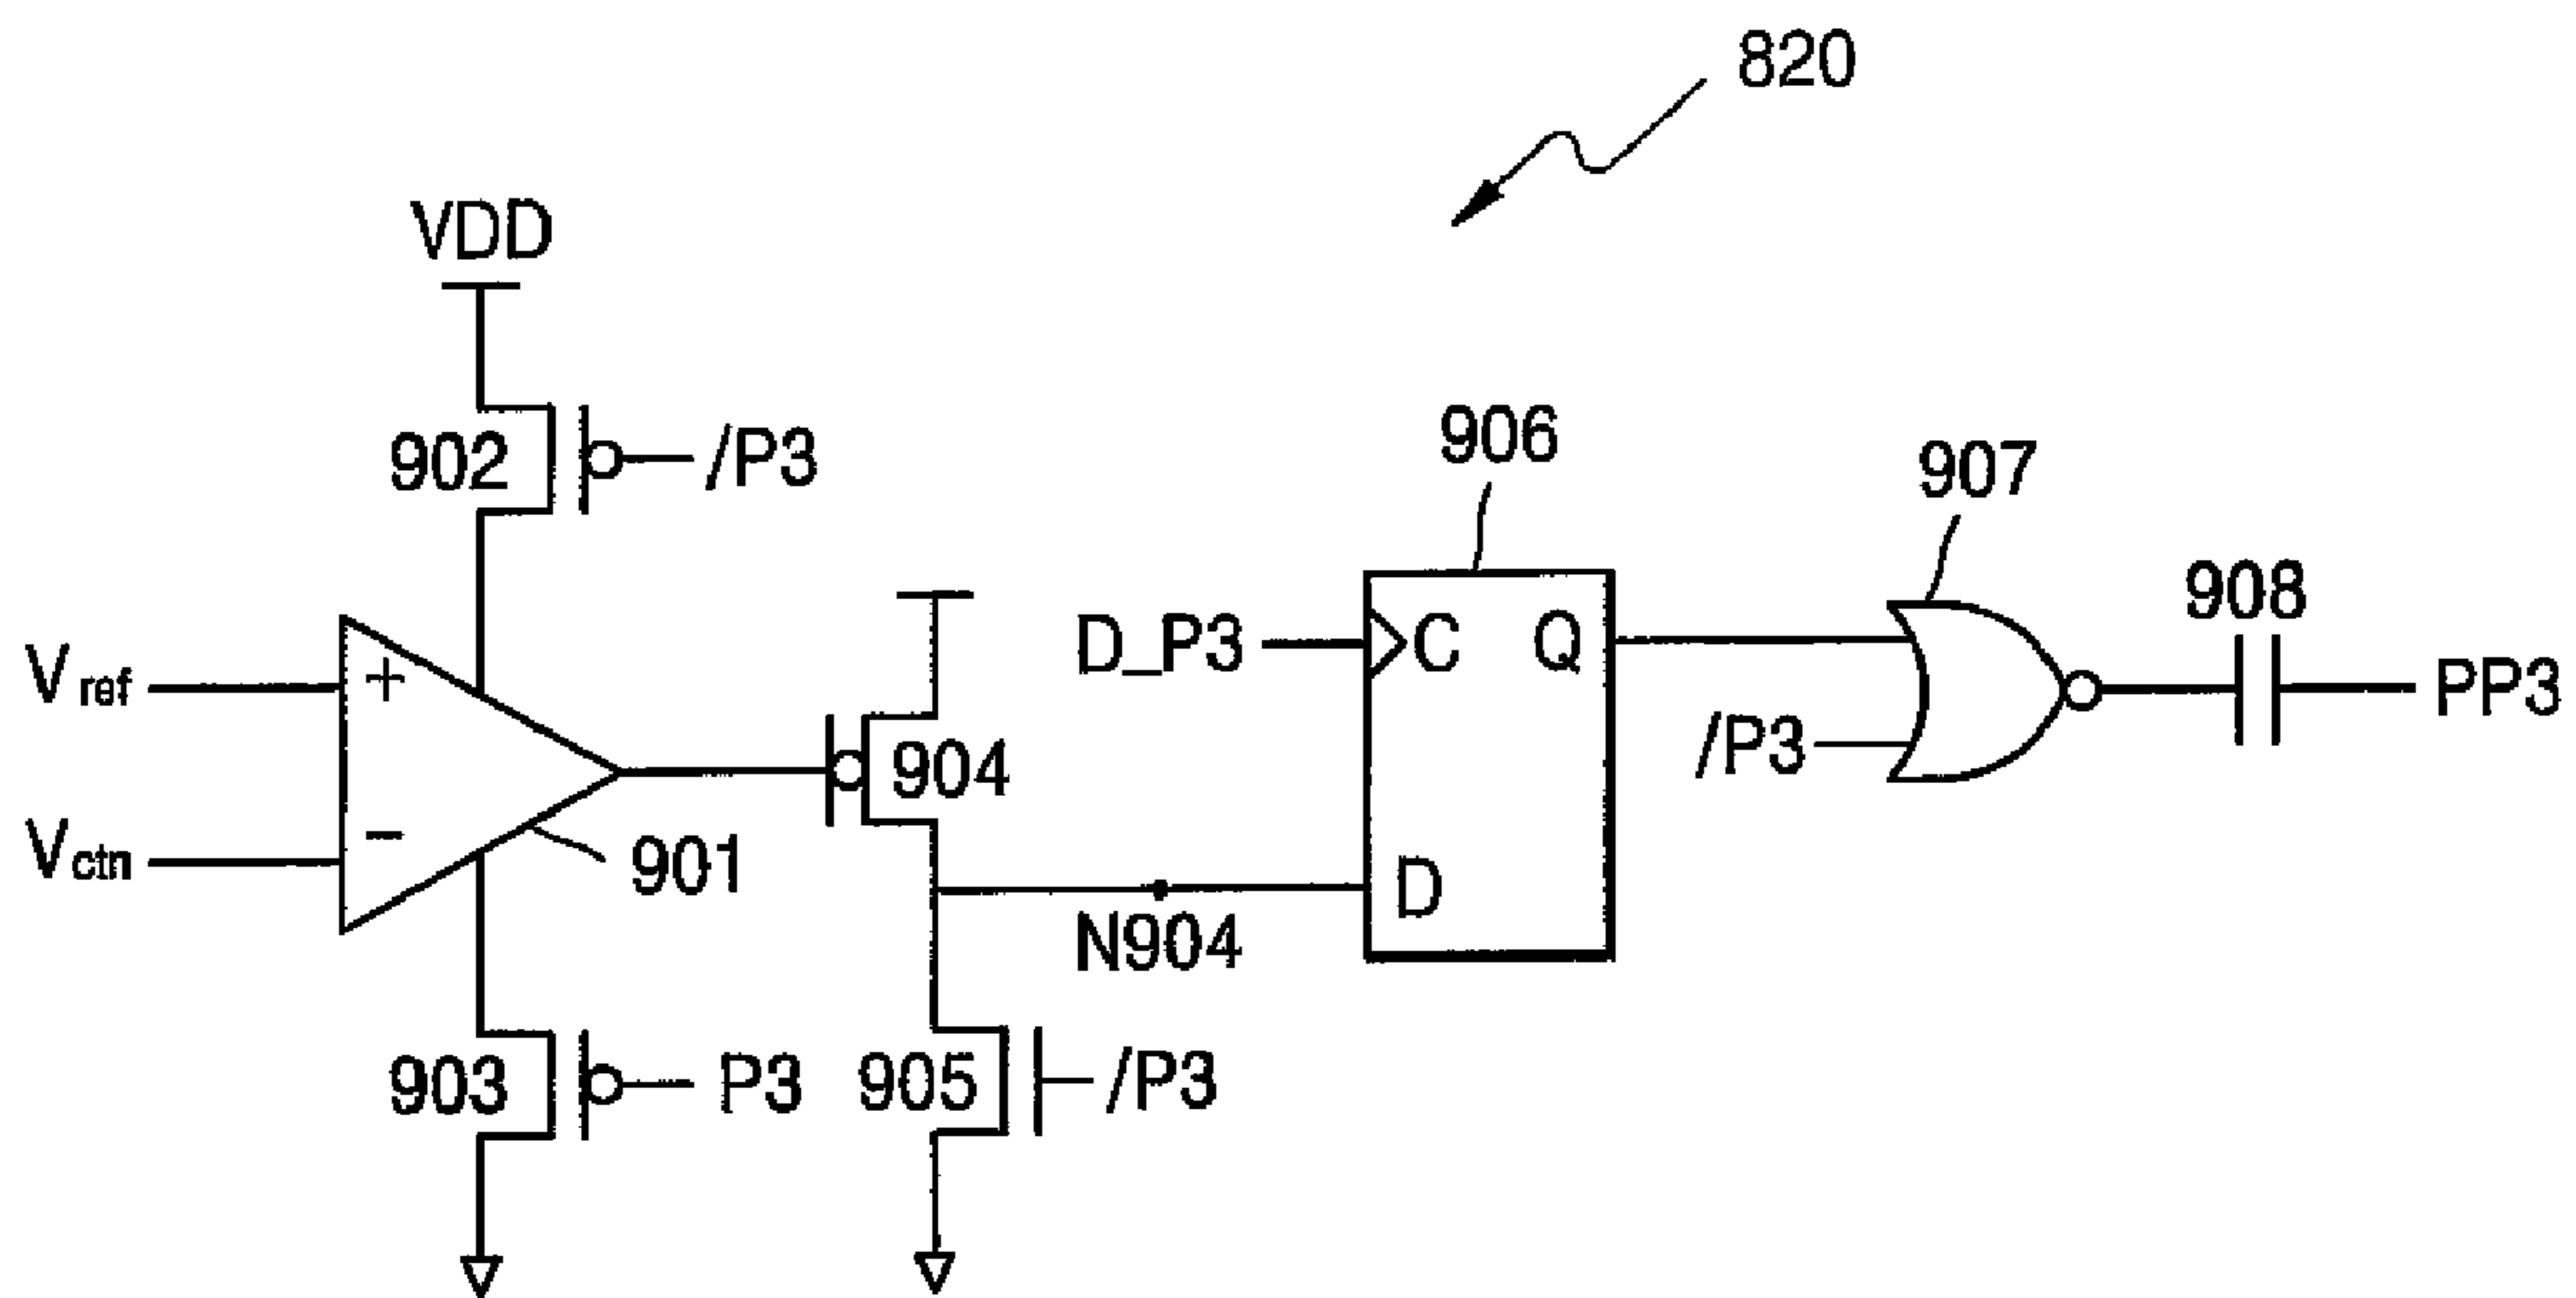 820
VDD
902
/P3
906
907
908
Vref
+
D_P3
C
Q
PP3
904
/P3
Vctn
-
901
D
N904
903
P3
905
/P3